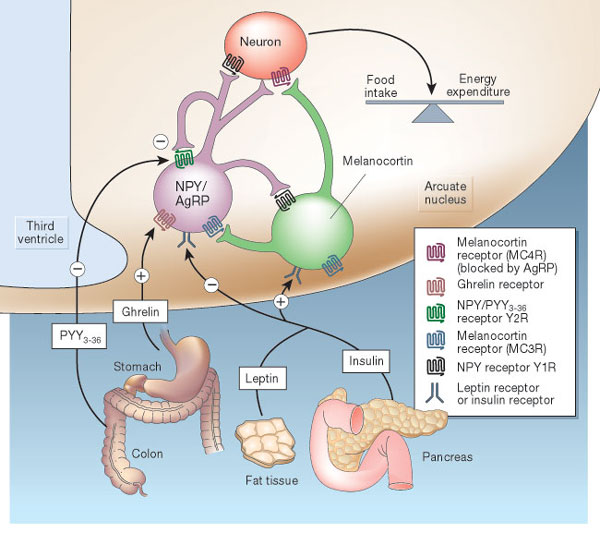 Neuron
Food
intake
Energy
expenditure
−
Melanocortin
NPY/
AgRP
Arcuate
nucleus
Third
ventricle
Melanocortin
receptor (MC4R)
(blocked by AgRP)
Ghrelin receptor
NPY/PYY3-36
receptor Y2R
Melanocortin
receptor (MC3R)
NPY receptor Y1R
Leptin receptor
or insulin receptor
−
+
−
+
Ghrelin
PYY3-36
Stomach
Leptin
Insulin
Colon
Fat tissue
Pancreas